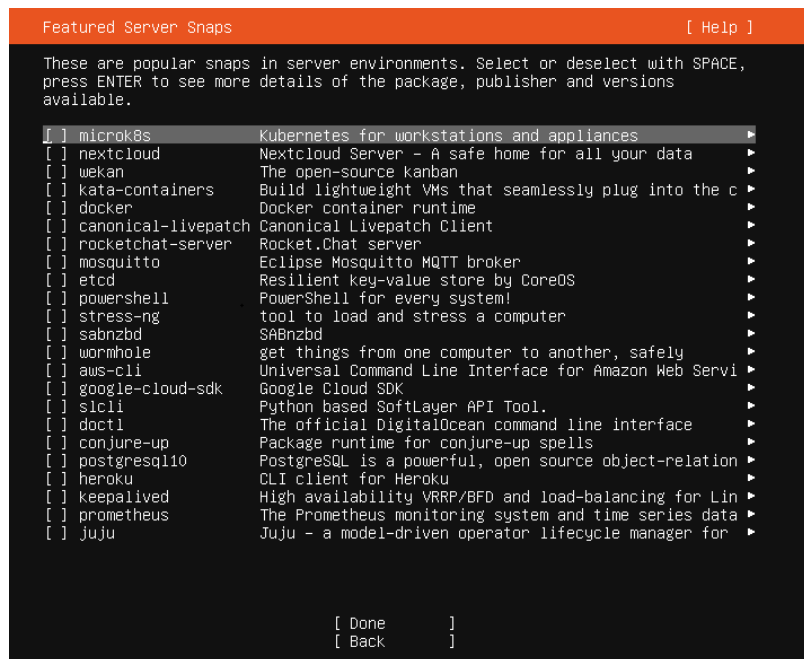 Featured Server Snaps [ Help ]
These are popular snaps in server environments. Select or deselect with SPACE,
press ENTER to see more details of the package, publisher and versions
available.
[ ] microk8s Kubernetes for workstations and appliances ►
[ ] nextcloud Nextcloud Server - A safe home for all your data ►
[ ] wekan The open-source kanban ►
[ ] kata-containers Build lightweight VMs that seamlessly plug into the c ►
[ ] docker Docker container runtime ►
[ ] canonical-livepatch Canonical Livepatch Client ►
[ ] rocketchat-server Rocket.Chat server ►
[ ] mosquitto Eclipse Mosquitto MQTT broker ►
[ ] etcd Resilient key-value store by CoreOS ►
[ ] powershell PowerShell for every system! ►
[ ] stress-ng tool to load and stress a computer ►
[ ] sabnzbd SABnzbd ►
[ ] wormhole get things from one computer to another, safely ►
[ ] aws-cli Universal Command Line Interface for Amazon Web Servi ►
[ ] google-cloud-sdk Google Cloud SDK ►
[ ] slcli Python based SoftLayer API Tool. ►
[ ] doctl The official DigitalOcean command line interface ►
[ ] conjure-up Package runtime for conjure-up spells ►
[ ] postgresql10 PostgreSQL is a powerful, open source object-relation ►
[ ] heroku CLI client for Heroku ►
[ ] keepalived High availability VRRP/BFD and load-balancing for Lin ►
[ ] prometheus The Prometheus monitoring system and time series data ►
[ ] juju Juju - a model-driven operator lifecycle manager for ►
[ Done ]
[ Back ]